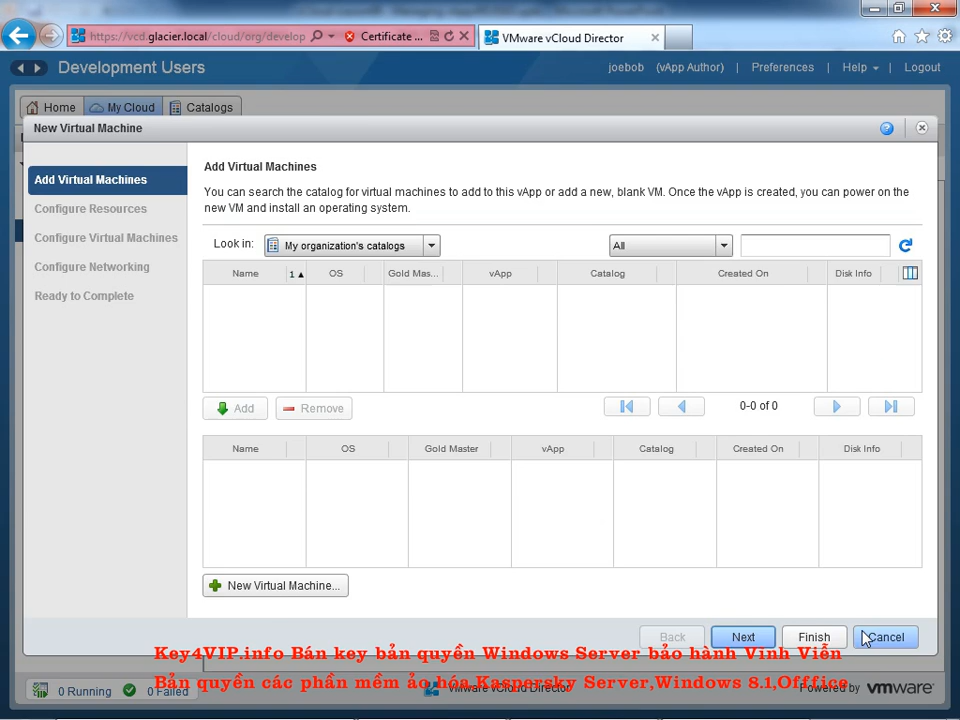 https://vcd.glacier.local/cloud/org/develop
Certificate ...
VMware vCloud Director
Development Users
joebob (vApp Author) | Preferences | Help | Logout
Home
My Cloud
Catalogs
New Virtual Machine
Add Virtual Machines
Configure Resources
Configure Virtual Machines
Configure Networking
Ready to Complete
Add Virtual Machines
You can search the catalog for virtual machines to add to this vApp or add a new, blank VM. Once the vApp is created, you can power on the
new VM and install an operating system.
Look in: My organization's catalogs All
Name 1 OS Gold Mas... vApp Catalog Created On Disk Info
Add Remove 0-0 of 0
Name OS Gold Master vApp Catalog Created On Disk Info
New Virtual Machine...
Back Next Finish Cancel
Key4VIP.info Bán key bản quyền Windows Server bảo hành Vĩnh Viễn
Bản quyền các phần mềm ảo hóa,Kaspersky Server,Windows 8.1,Offfice
0 Running 0 Failed VMware vCloud Director Powered by vmware